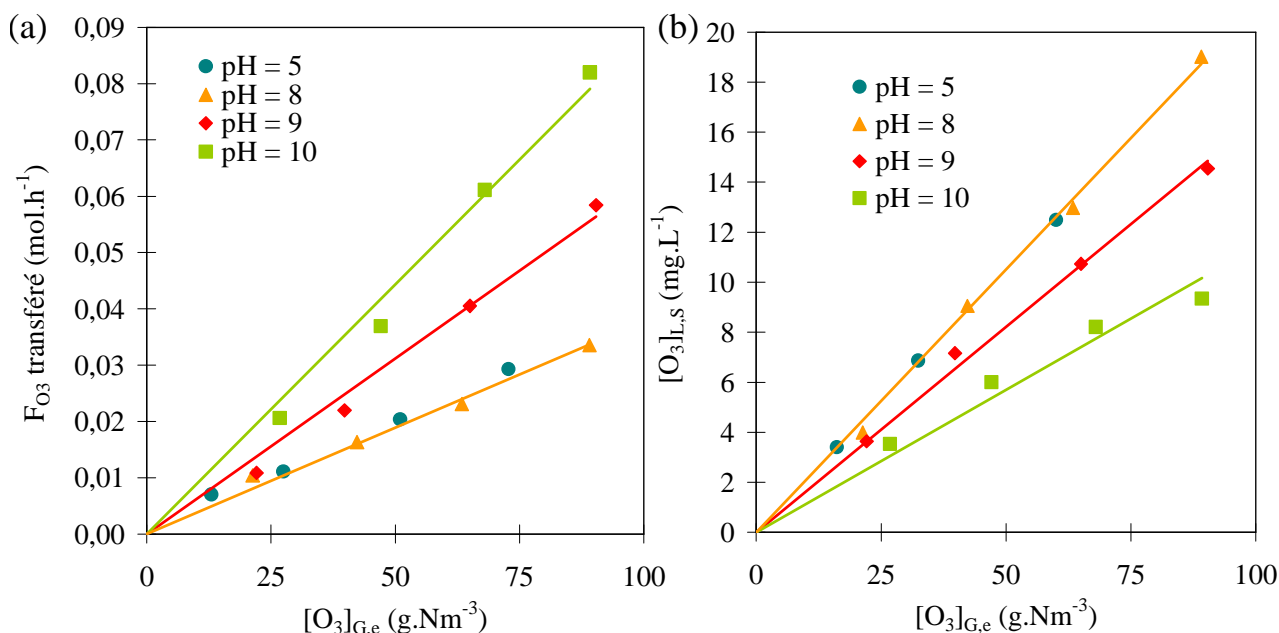 (a)
0,09
0,08
0,07
0,06
0,05
0,04
0,03
0,02
0,01
0,00
F_O3 transféré (mol.h⁻¹)
pH = 5
pH = 8
pH = 9
pH = 10
0 25 50 75 100
[O₃]G,e (g.Nm⁻³)
(b)
20
18
16
14
12
10
8
6
4
2
0
[O₃]L,s (mg.L⁻¹)
pH = 5
pH = 8
pH = 9
pH = 10
0 25 50 75 100
[O₃]G,e (g.Nm⁻³)